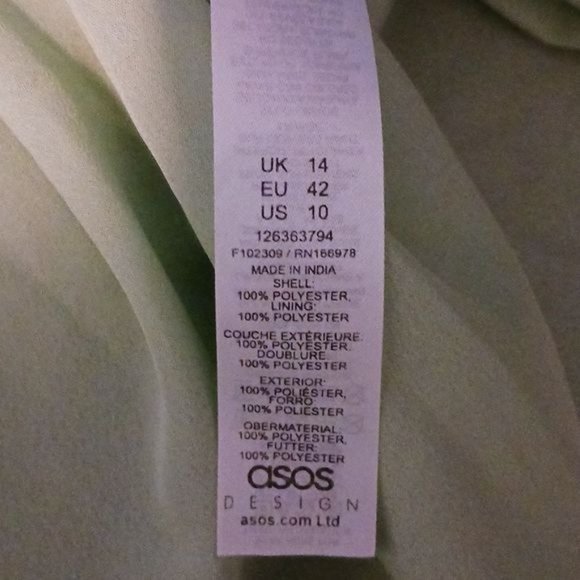 UK 14
EU 42
US 10
126363794
F102309 / RN166978
MADE IN INDIA
SHELL:
100% POLYESTER,
LINING:
100% POLYESTER
COUCHE EXTÉRIEURE:
100% POLYESTER.
DOUBLURE:
100% POLYESTER
EXTERIOR:
100% POLIÉSTER,
FORRO:
100% POLIÉSTER
OBERMATERIAL:
100% POLYESTER,
FUTTER:
100% POLYESTER
asos
DESIGN
asos.com Ltd